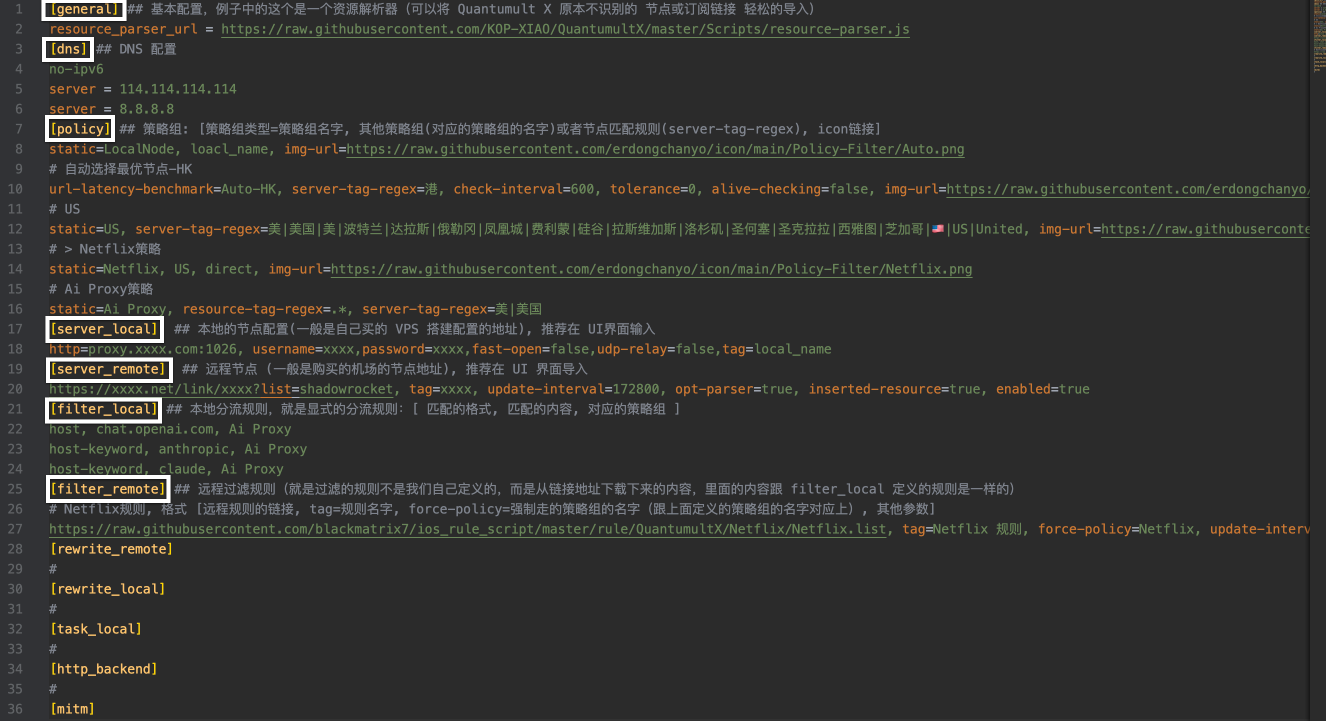 1 [general] ## 基本配置，例子中的这个是一个资源解析器（可以将 Quantumult X 原本不识别的 节点或订阅链接 轻松的导入）
2 resource_parser_url = https://raw.githubusercontent.com/KOP-XIAO/QuantumultX/master/Scripts/resource-parser.js
3 [dns] ## DNS 配置
4 no-ipv6
5 server = 114.114.114.114
6 server = 8.8.8.8
7 [policy] ## 策略组: [策略组类型=策略组名字, 其他策略组(对应的策略组的名字)或者节点匹配规则(server-tag-regex), icon链接]
8 static=LocalNode, loacl_name, img-url=https://raw.githubusercontent.com/erdongchanyo/icon/main/Policy-Filter/Auto.png
9 # 自动选择最优节点-HK
10 url-latency-benchmark=Auto-HK, server-tag-regex=港, check-interval=600, tolerance=0, alive-checking=false, img-url=https://raw.githubusercontent.com/erdongchanyo/
11 # US
12 static=US, server-tag-regex=美|美国|美|波特兰|达拉斯|俄勒冈|凤凰城|费利蒙|硅谷|拉斯维加斯|洛杉矶|圣何塞|圣克拉拉|西雅图|芝加哥|🇺🇸|US|United, img-url=https://raw.githubuserconte
13 # > Netflix策略
14 static=Netflix, US, direct, img-url=https://raw.githubusercontent.com/erdongchanyo/icon/main/Policy-Filter/Netflix.png
15 # Ai Proxy策略
16 static=Ai Proxy, resource-tag-regex=.*, server-tag-regex=美|美国
17 [server_local] ## 本地的节点配置(一般是自己买的 VPS 搭建配置的地址), 推荐在 UI界面输入
18 http=proxy.xxxx.com:1026, username=xxxx,password=xxxx,fast-open=false,udp-relay=false,tag=local_name
19 [server_remote] ## 远程节点 (一般是购买的机场的节点地址), 推荐在 UI 界面导入
20 https://xxxx.net/link/xxxx?list=shadowrocket, tag=xxxx, update-interval=172800, opt-parser=true, inserted-resource=true, enabled=true
21 [filter_local] ## 本地分流规则，就是显式的分流规则: [ 匹配的格式, 匹配的内容, 对应的策略组 ]
22 host, chat.openai.com, Ai Proxy
23 host-keyword, anthropic, Ai Proxy
24 host-keyword, claude, Ai Proxy
25 [filter_remote] ## 远程过滤规则（就是过滤的规则不是我们自己定义的，而是从链接地址下载下来的内容，里面的内容跟 filter_local 定义的规则是一样的）
26 # Netflix规则, 格式 [远程规则的链接, tag=规则名字, force-policy=强制走的策略组的名字（跟上面定义的策略组的名字对应上）, 其他参数]
27 https://raw.githubusercontent.com/blackmatrix7/ios_rule_script/master/rule/QuantumultX/Netflix/Netflix.list, tag=Netflix 规则, force-policy=Netflix, update-interv
28 [rewrite_remote]
29 #
30 [rewrite_local]
31 #
32 [task_local]
33 #
34 [http_backend]
35 #
36 [mitm]